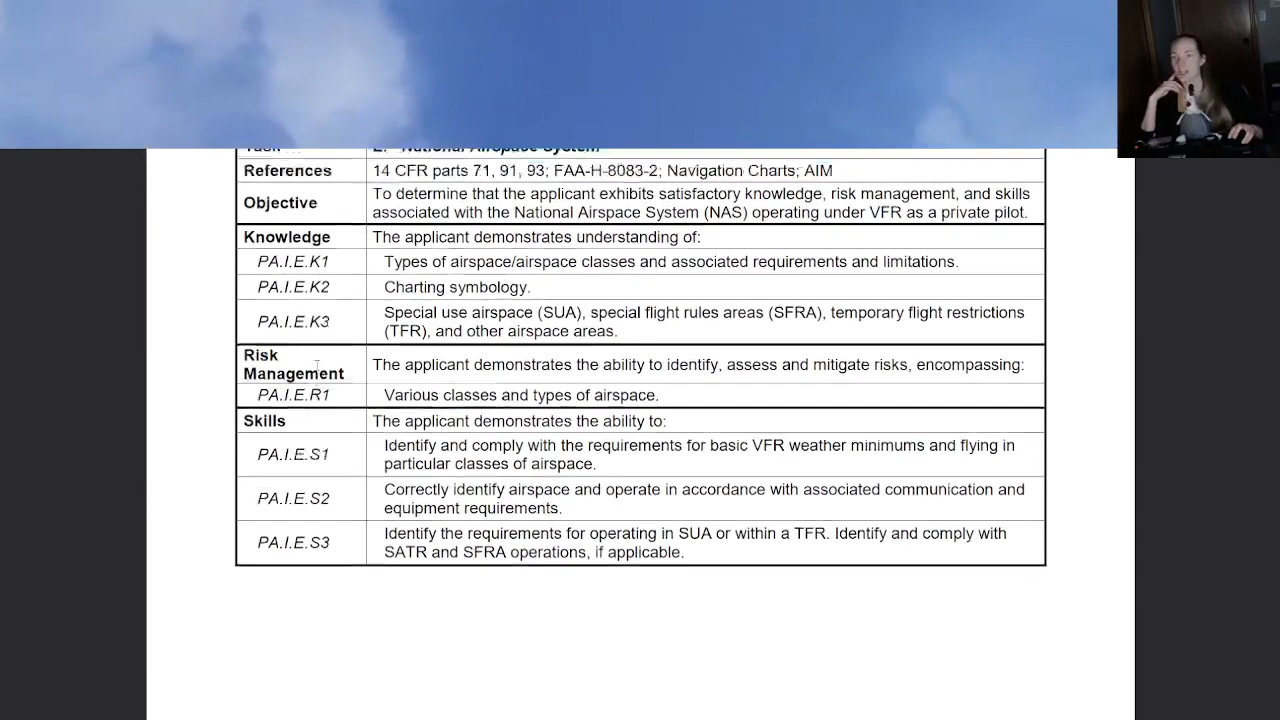 References 14 CFR parts 71, 91, 93; FAA-H-8083-2; Navigation Charts; AIM
Objective To determine that the applicant exhibits satisfactory knowledge, risk management, and skills
associated with the National Airspace System (NAS) operating under VFR as a private pilot.
Knowledge The applicant demonstrates understanding of:
PA.I.E.K1 Types of airspace/airspace classes and associated requirements and limitations.
PA.I.E.K2 Charting symbology.
PA.I.E.K3 Special use airspace (SUA), special flight rules areas (SFRA), temporary flight restrictions
(TFR), and other airspace areas.
Risk
Management The applicant demonstrates the ability to identify, assess and mitigate risks, encompassing:
PA.I.E.R1 Various classes and types of airspace.
Skills The applicant demonstrates the ability to:
PA.I.E.S1 Identify and comply with the requirements for basic VFR weather minimums and flying in
particular classes of airspace.
PA.I.E.S2 Correctly identify airspace and operate in accordance with associated communication and
equipment requirements.
PA.I.E.S3 Identify the requirements for operating in SUA or within a TFR. Identify and comply with
SATR and SFRA operations, if applicable.